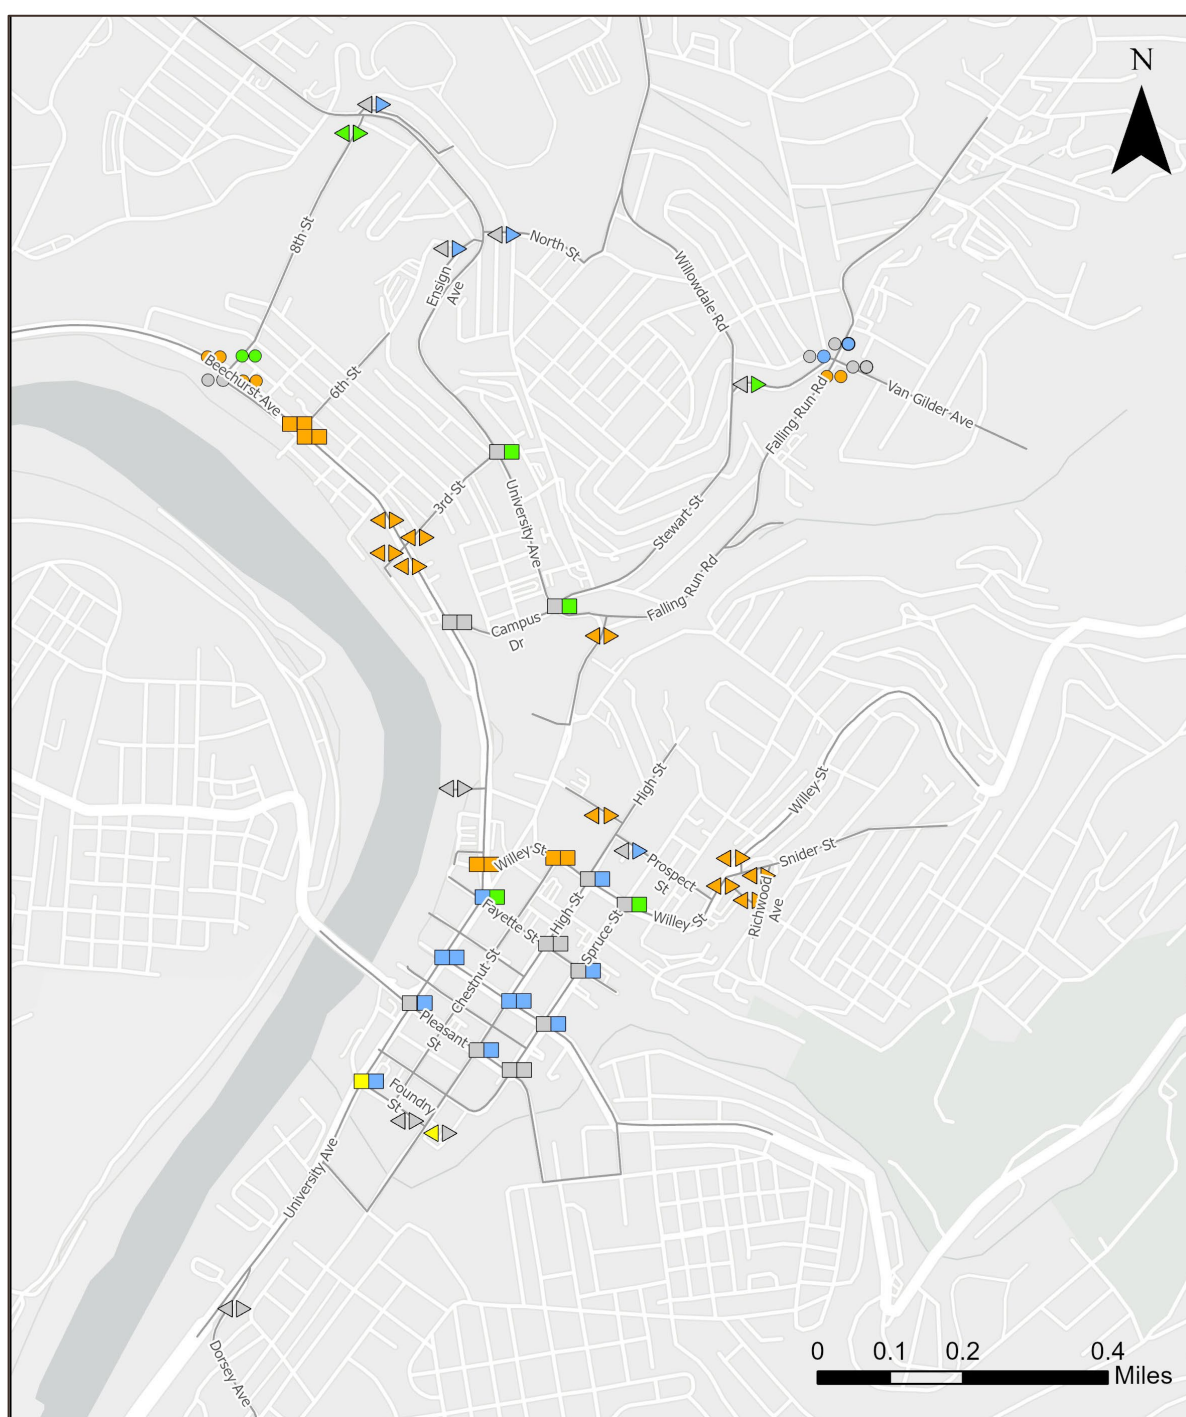 N
8th St
North St
Ensign
Ave
Willowdale Rd
Beechurst Ave
6th St
Falling Run Rd
Van Gilder Ave
3rd St
University Ave
Stewart St
Falling Run Rd
Campus
Dr
High St
Willey St
Willey St
Snider St
Prospect
St
Richwood
Ave
Fayette St
High St
Willey St
Spruce St
Chestnut St
Pleasant
St
Foundry
St
University Ave
Dorsey Ave
0 0.1 0.2 0.4
Miles